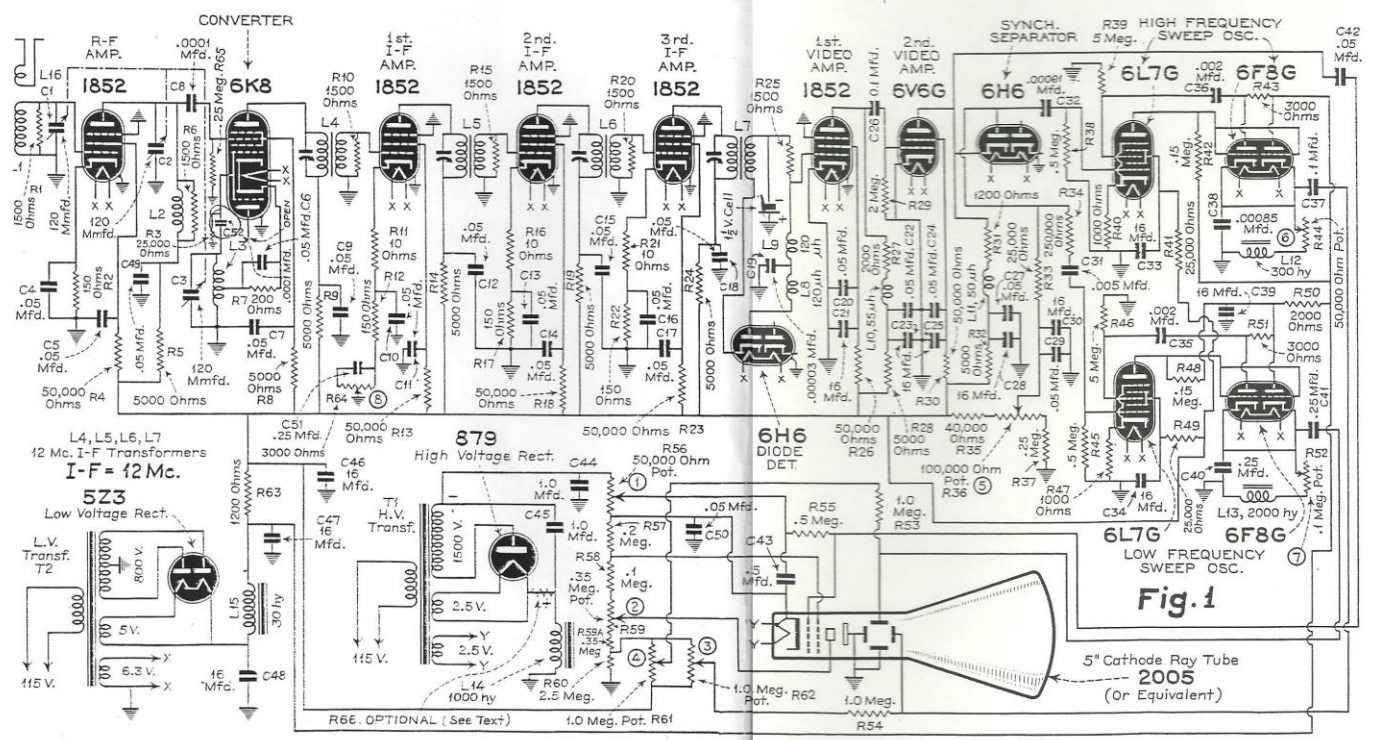 CONVERTER
R-F
AMP.
1852
6K8
1st.
I-F
AMP.
1852
2nd.
I-F
AMP.
1852
3rd.
I-F
AMP.
1852
1st.
VIDEO
AMP.
1852
2nd.
VIDEO
AMP.
6V6G
SYNCH.
SEPARATOR
6H6
R39
.5 Meg.
HIGH FREQUENCY
SWEEP OSC.
6L7G
6F8G
C42
.05
Mfd.
.0001
Mfd.
C8
.25 Meg. R65
L16
C1
L1
R1
1500
Ohms
120
Mmfd.
C2
120
Mmfd.
R6
1500
Ohms
L2
R3
25,000
Ohms
C3
C52
L3
OPEN
.05 Mfd. C6
.0001 Mfd.
R7
200
Ohms
C7
.05
Mfd.
120
Mmfd.
C4
.05
Mfd.
150
Ohms
R2
C49
.05 Mfd.
C5
.05
Mfd.
50,000
Ohms
R4
R5
5000 Ohms
5000
Ohms
R8
R10
1500
Ohms
L4
5000 Ohms
R9
C9
.05
Mfd.
R11
10
Ohms
R12
150 Ohms
C10
.05
Mfd.
C11
R64
8
C51
.25 Mfd.
3000 Ohms
50,000
Ohms
R13
R15
1500
Ohms
L5
R14
5000 Ohms
.05
Mfd.
C12
R16
10
Ohms
C13
.05
Mfd.
150
Ohms
R17
C14
.05
Mfd.
50,000
Ohms
R18
R20
1500
Ohms
L6
R19
5000 Ohms
C15
.05
Mfd.
R21
10
Ohms
R22
150
Ohms
.05
Mfd.
C16
C17
.05
Mfd.
50,000
Ohms
R23
L7
R24
5000 Ohms
.05
Mfd.
C18
R25
1500
Ohms
1½ V. Cell
L9
120 µh
C19
L8
120 µh
.00003 Mfd.
6H6
DIODE
DET.
C26 0.1 Mfd.
2 Meg.
R29
.05 Mfd.
C20
C21
16 Mfd.
2000
Ohms
R27
L10, 55 µh
.05 Mfd. C22
.05 Mfd. C24
C23
C25
16 Mfd.
50,000
Ohms
R26
R28
5000
Ohms
R30
50,000 Ohms
.00081
Mfd.
C32
.5 Meg.
R38
1200 Ohms
R31
25,000
Ohms
R33
R34
250,000
Ohms
L11, 50 µh
C27
.05
Mfd.
R32
5000
Ohms
16
Mfd.
C28
C30
C29
16
Mfd.
.05 Mfd.
C31
.005 Mfd.
40,000
Ohms
R35
100,000 Ohm
Pot.
R36
5
.25
Meg.
R37
1000 Ohms
R40
16
Mfd.
C33
R41
25,000
Ohms
.15
Meg.
R42
.002
Mfd.
C36
R43
3000
Ohms
.1 Mfd.
C37
C38
.00085
Mfd.
6
R44
50,000 Ohm Pot.
L12
300 hy
16
Mfd.
C39
R50
2000
Ohms
R46
.5 Meg.
.002
Mfd.
C35
R51
3000
Ohms
R48
.15
Meg.
R49
25,000
Ohms
.5 Meg.
R45
R47
1000
Ohms
C34
16
Mfd.
6L7G
LOW FREQUENCY
SWEEP OSC.
6F8G
C40
.25
Mfd.
L13, 2000 hy
.25 Mfd.
C41
R52
.1 Meg. Pot.
7
L4, L5, L6, L7
12 Mc. I-F Transformers
I-F = 12 Mc.
5Z3
Low Voltage Rect.
L.V.
Transf.
T2
800 V.
5V.
6.3 V.
X
X
115 V.
1200 Ohms
R63
C46
16
Mfd.
C47
16
Mfd.
L15
30 hy
16
Mfd.
C48
879
High Voltage Rect.
T1
H.V.
Transf.
1500 V.
2.5 V.
2.5 V.
Y
Y
115 V.
C44
1.0
Mfd.
C45
1.0
Mfd.
L14
1000 hy
R66. OPTIONAL (See Text)
R56
50,000 Ohm
Pot.
1
R57
.2
Meg.
R58
.1
Meg.
.35
Meg.
Pot.
2
R59
R59A
.35
Meg
R60
2.5 Meg.
4
3
1.0 Meg. Pot. R61
1.0 Meg.
Pot.
R62
.05 Mfd.
C50
C43
.5
Mfd.
R55
.5 Meg.
1.0
Meg.
R53
1.0 Meg.
R54
Y
Y
Fig. 1
5" Cathode Ray Tube
2005
(Or Equivalent)